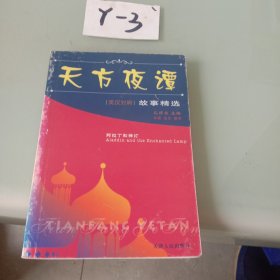 Y-3
天方夜谭
(英汉对照) 故事精选
阿拉丁和神灯
Aladdin and the Enchanted Lamp
TIANFANG YETAN